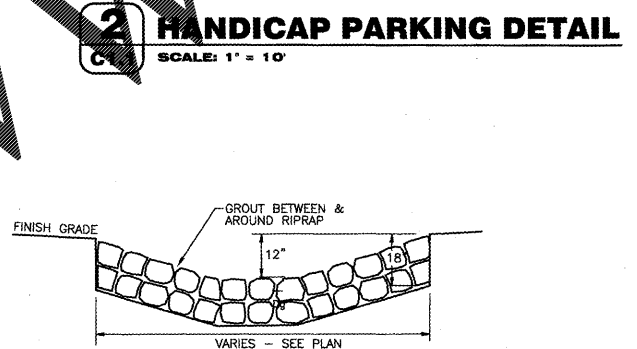 2
HANDICAP PARKING DETAIL
C1.1
SCALE: 1" = 10'
GROUT BETWEEN &
AROUND RIPRAP
FINISH GRADE
12"
18
VARIES – SEE PLAN